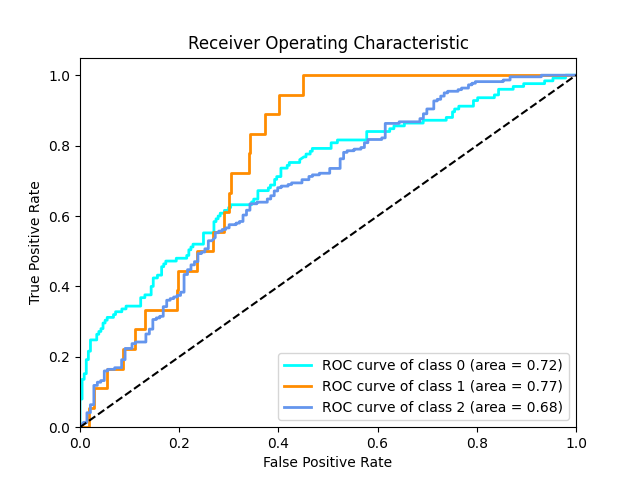 Receiver Operating Characteristic
True Positive Rate
1.0
0.8
0.6
0.4
0.2
0.0
0.0 0.2 0.4 0.6 0.8 1.0
False Positive Rate
ROC curve of class 0 (area = 0.72)
ROC curve of class 1 (area = 0.77)
ROC curve of class 2 (area = 0.68)